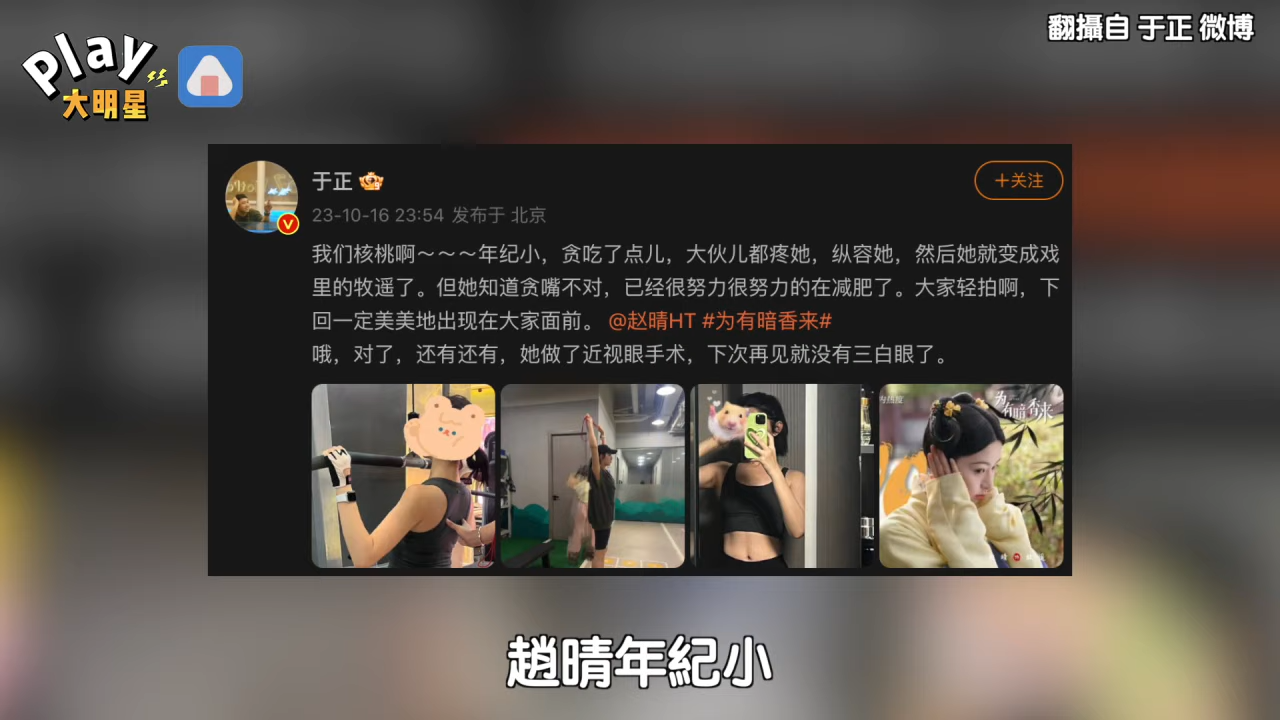 Play
大明星
翻攝自 于正 微博
于正
+关注
23-10-16 23:54 发布于 北京
我们核桃啊～～～年纪小，贪吃了点儿，大伙儿都疼她，纵容她，然后她就变成戏
里的牧遥了。但她知道贪嘴不对，已经很努力很努力的在减肥了。大家轻拍啊，下
回一定美美地出现在大家面前。 @赵晴HT #为有暗香来#
哦，对了，还有还有，她做了近视眼手术，下次再见就没有三白眼了。
为有暗香来
趙晴年紀小